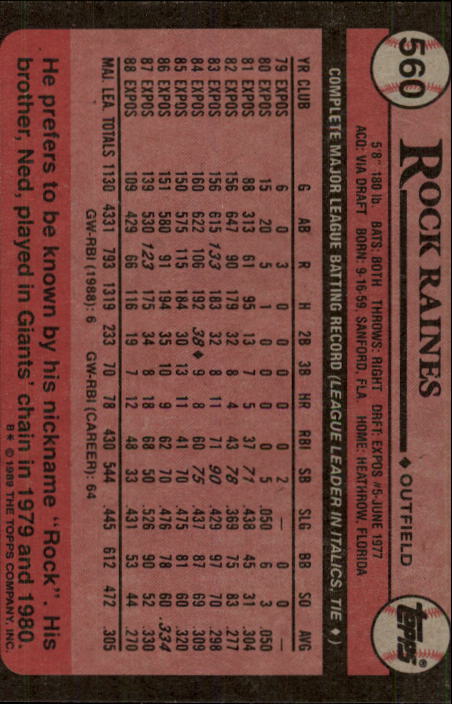 560
ROCK RAINES
♦ OUTFIELD
TOPPS®
5'8" 180 lb. BATS: BOTH THROWS: RIGHT DRFT: EXPOS #5-JUNE 1977
ACQ: VIA DRAFT BORN: 9-16-59 SANFORD, FLA. HOME: HEATHROW, FLORIDA
COMPLETE MAJOR LEAGUE BATTING RECORD (LEAGUE LEADER IN ITALICS, TIE ♦)
YR CLUB G AB R H 2B 3B HR RBI SB SLG BB SO AVG
79 EXPOS 6 0 3 0 0 0 0 0 2 — 0 0 —
80 EXPOS 15 20 5 1 0 0 0 0 5 .050 6 3 .050
81 EXPOS 88 313 61 95 13 7 5 37 71 .438 45 31 .304
82 EXPOS 156 647 90 179 32 8 4 43 78 .369 75 83 .277
83 EXPOS 156 615 133 183 32 8 11 71 90 .429 97 70 .298
84 EXPOS 160 622 106 192 38♦ 9 8 60 75 .437 87 69 .309
85 EXPOS 150 575 115 184 30 13 11 41 70 .475 81 60 .320
86 EXPOS 151 580 91 194 35 10 9 62 70 .476 78 60 .334
87 EXPOS 139 530 123 175 34 8 18 68 50 .526 90 52 .330
88 EXPOS 109 429 66 116 19 7 12 48 33 .431 53 44 .270
MAJ. LEA. TOTALS 1130 4331 793 1319 233 70 78 430 544 .445 612 472 .305
GW-RBI (1988): 6 GW-RBI (CAREER): 64
He prefers to be known by his nickname "Rock". His
brother, Ned, played in Giants' chain in 1979 and 1980.
B* © 1989 THE TOPPS COMPANY, INC.